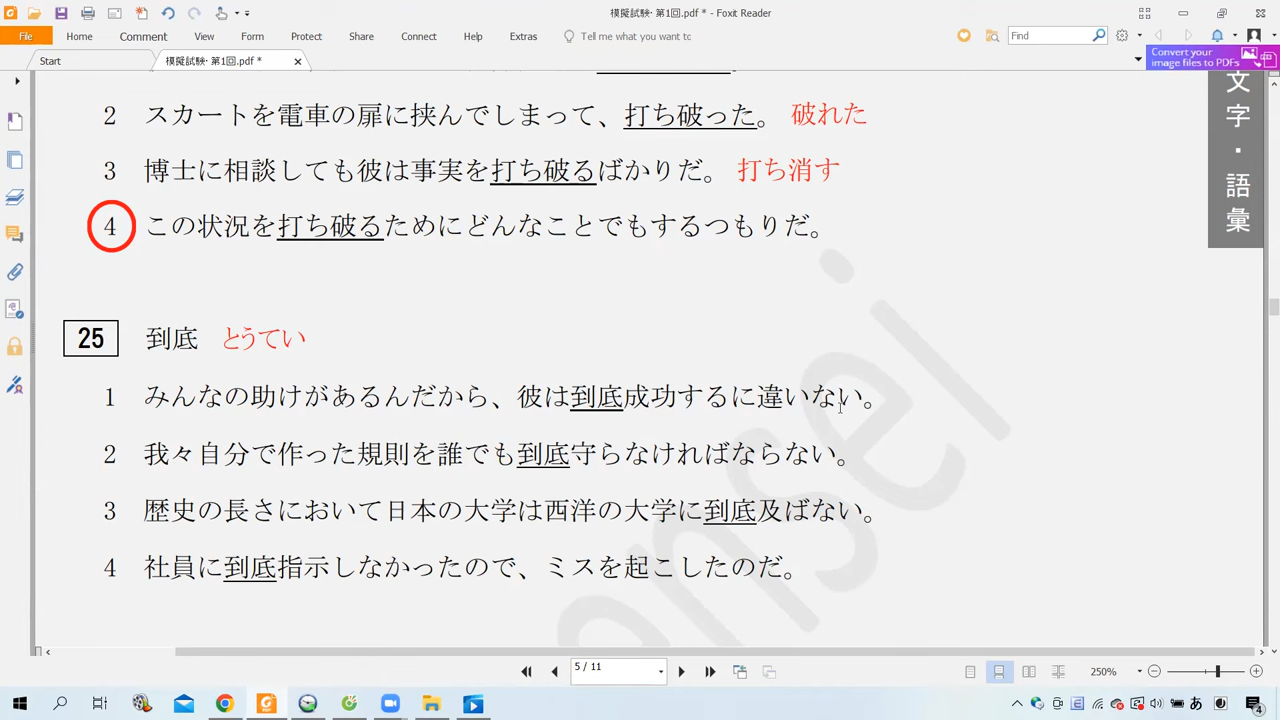 模擬試験・第1回.pdf * - Foxit Reader
File Home Comment View Form Protect Share Connect Help Extras Tell me what you want to Find
Start 模擬試験・第1回.pdf *
Convert your
image files to PDFs
文字・語彙
2 スカートを電車の扉に挟んでしまって、打ち破った。 破れた
3 博士に相談しても彼は事実を打ち破るばかりだ。 打ち消す
4 この状況を打ち破るためにどんなことでもするつもりだ。
25 到底 とうてい
1 みんなの助けがあるんだから、彼は到底成功するに違いない。
2 我々自分で作った規則を誰でも到底守らなければならない。
3 歴史の長さにおいて日本の大学は西洋の大学に到底及ばない。
4 社員に到底指示しなかったので、ミスを起こしたのだ。
5 / 11
250%
あ
4